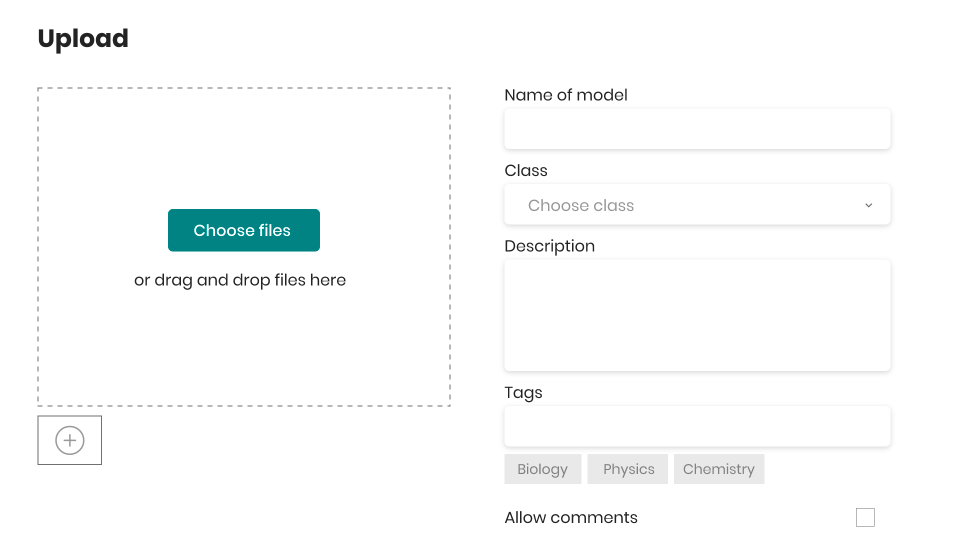 Upload
Choose files
or drag and drop files here
Name of model
Class
Choose class
Description
Tags
Biology
Physics
Chemistry
Allow comments